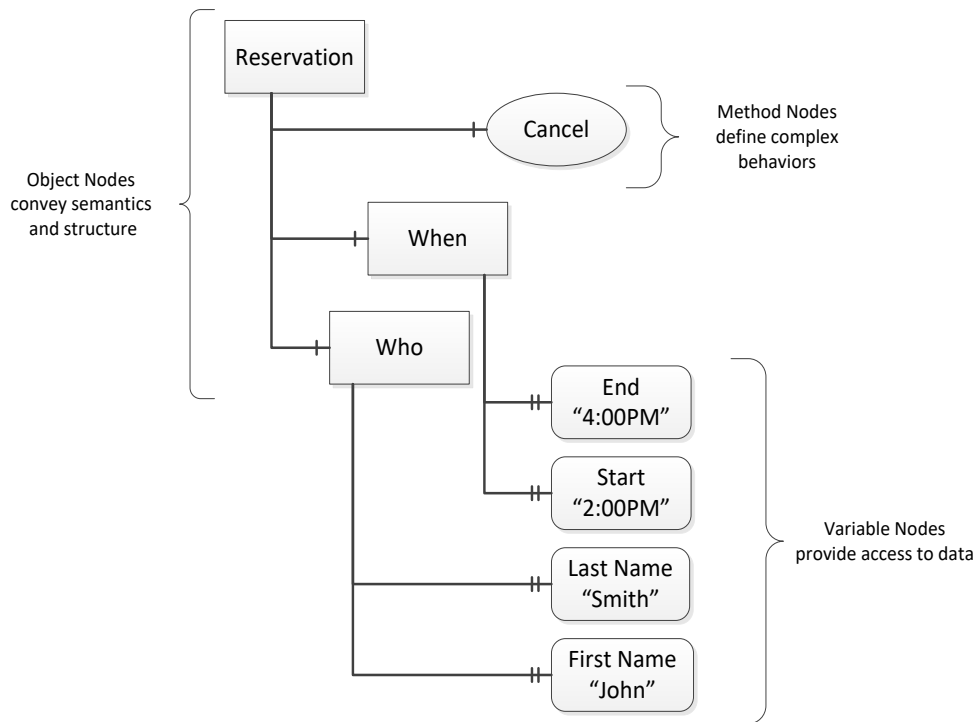 Reservation
Cancel
Method Nodes
define complex
behaviors
Object Nodes
convey semantics
and structure
When
Who
End
“4:00PM”
Start
“2:00PM”
Variable Nodes
provide access to data
Last Name
“Smith”
First Name
“John”